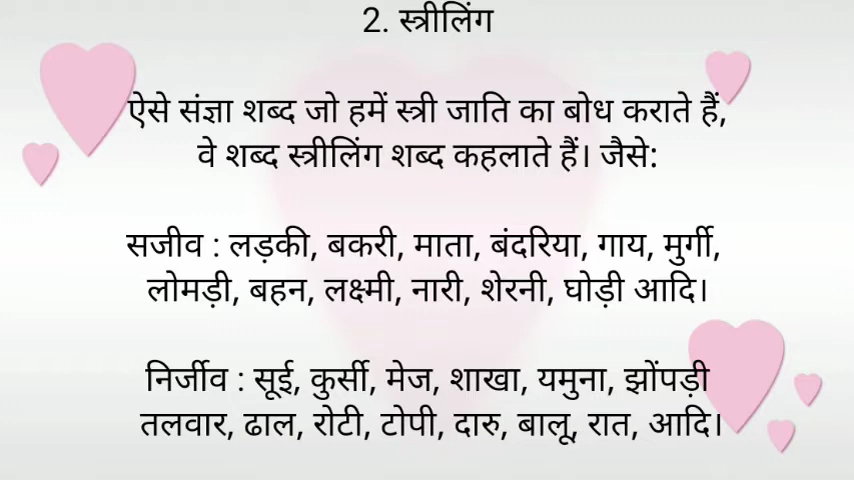 2. स्त्रीलिंग
ऐसे संज्ञा शब्द जो हमें स्त्री जाति का बोध कराते हैं,
वे शब्द स्त्रीलिंग शब्द कहलाते हैं। जैसे:
सजीव : लड़की, बकरी, माता, बंदरिया, गाय, मुर्गी,
लोमड़ी, बहन, लक्ष्मी, नारी, शेरनी, घोड़ी आदि।
निर्जीव : सूई, कुर्सी, मेज, शाखा, यमुना, झोंपड़ी
तलवार, ढाल, रोटी, टोपी, दारु, बालू, रात, आदि।